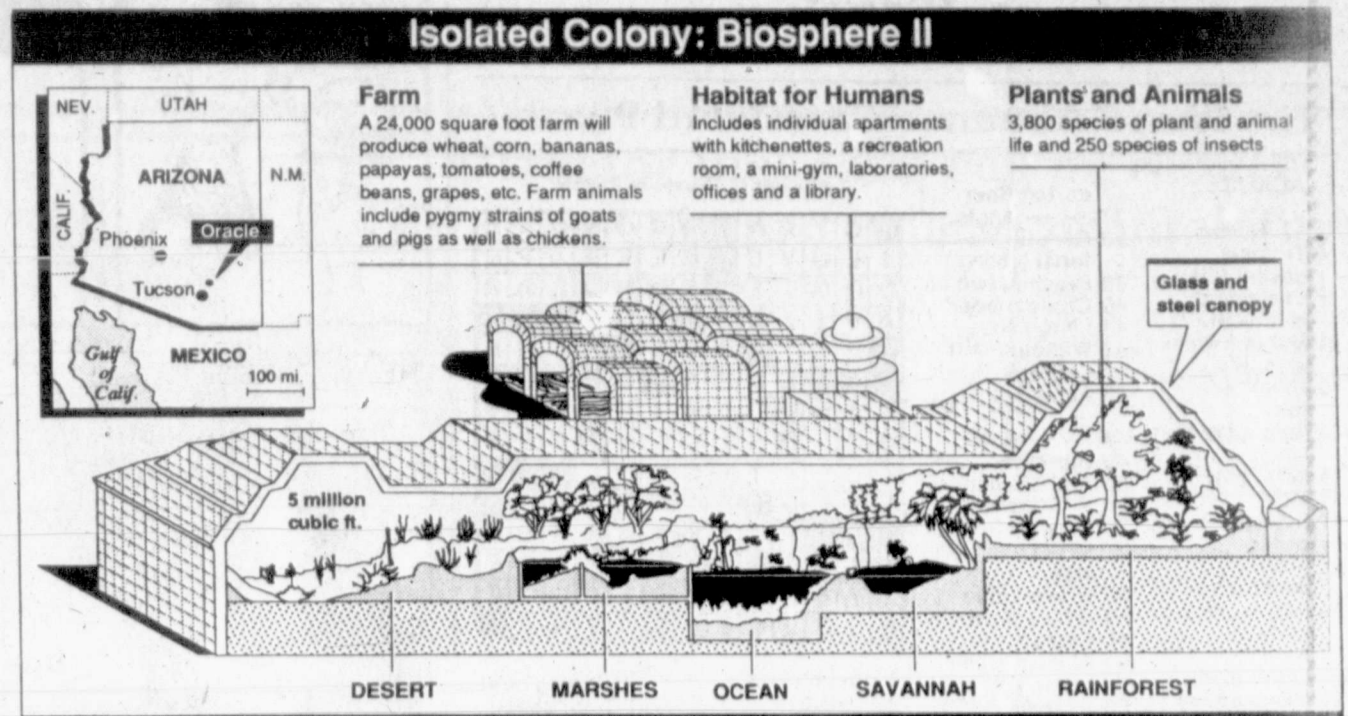 Isolated Colony: Biosphere II
NEV.
UTAH
CALIF.
ARIZONA
N.M.
Phoenix
Oracle
Tucson
Gulf
of
Calif.
MEXICO
100 mi.
Farm
A 24,000 square foot farm will
produce wheat, corn, bananas,
papayas, tomatoes, coffee
beans, grapes, etc. Farm animals
include pygmy strains of goats
and pigs as well as chickens.
Habitat for Humans
Includes individual apartments
with kitchenettes, a recreation
room, a mini-gym, laboratories,
offices and a library.
Plants and Animals
3,800 species of plant and animal
life and 250 species of insects
Glass and
steel canopy
5 million
cubic ft.
DESERT
MARSHES
OCEAN
SAVANNAH
RAINFOREST